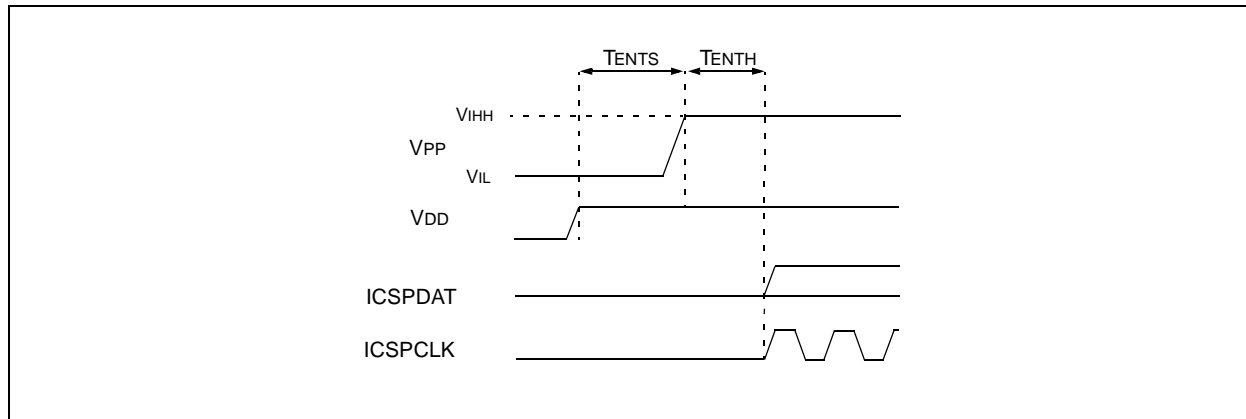 TENTS TENTH
VIHH
VPP
VIL
VDD
ICSPDAT
ICSPCLK